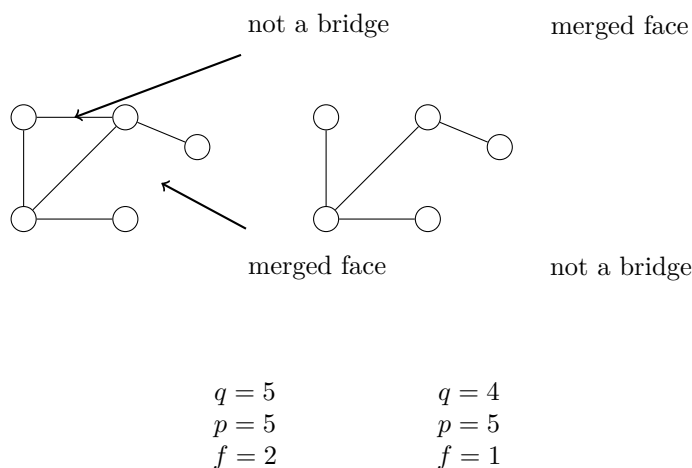 not a bridge
merged face
merged face
not a bridge
q = 5
p = 5
f = 2
q = 4
p = 5
f = 1